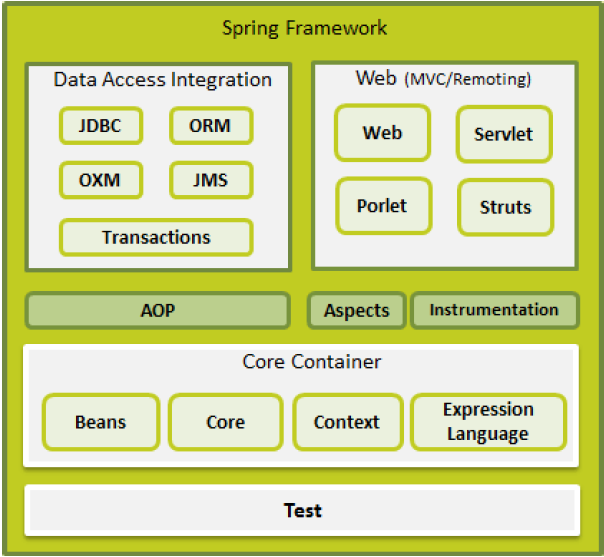 Spring Framework
Data Access Integration
JDBC
ORM
OXM
JMS
Transactions
Web (MVC/Remoting)
Web
Servlet
Porlet
Struts
AOP
Aspects
Instrumentation
Core Container
Beans
Core
Context
Expression
Language
Test